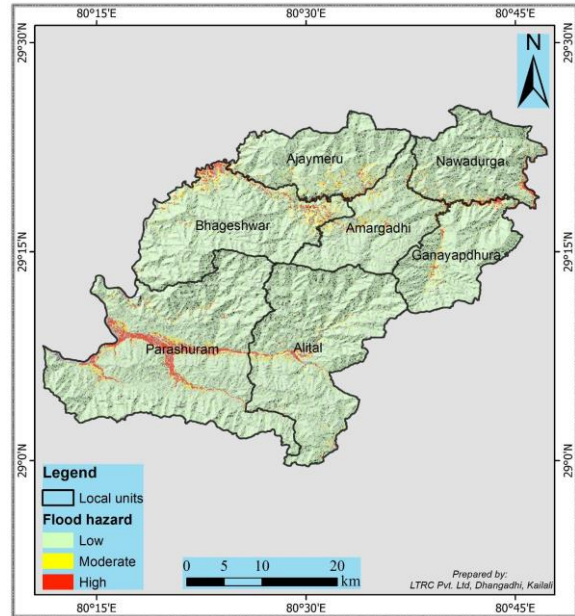 80°15'E 80°30'E 80°45'E
29°30'N 29°30'N
N
Ajaymeru
Nawadurga
Bhageshwar
Amargadhi
Ganayapdhura
29°15'N 29°15'N
Parashuram
Alital
29°0'N 29°0'N
Legend
Local units
Flood hazard
Low
Moderate
High
0 5 10 20
km
Prepared by:
LTRC Pvt. Ltd, Dhangadhi, Kailali
80°15'E 80°30'E 80°45'E